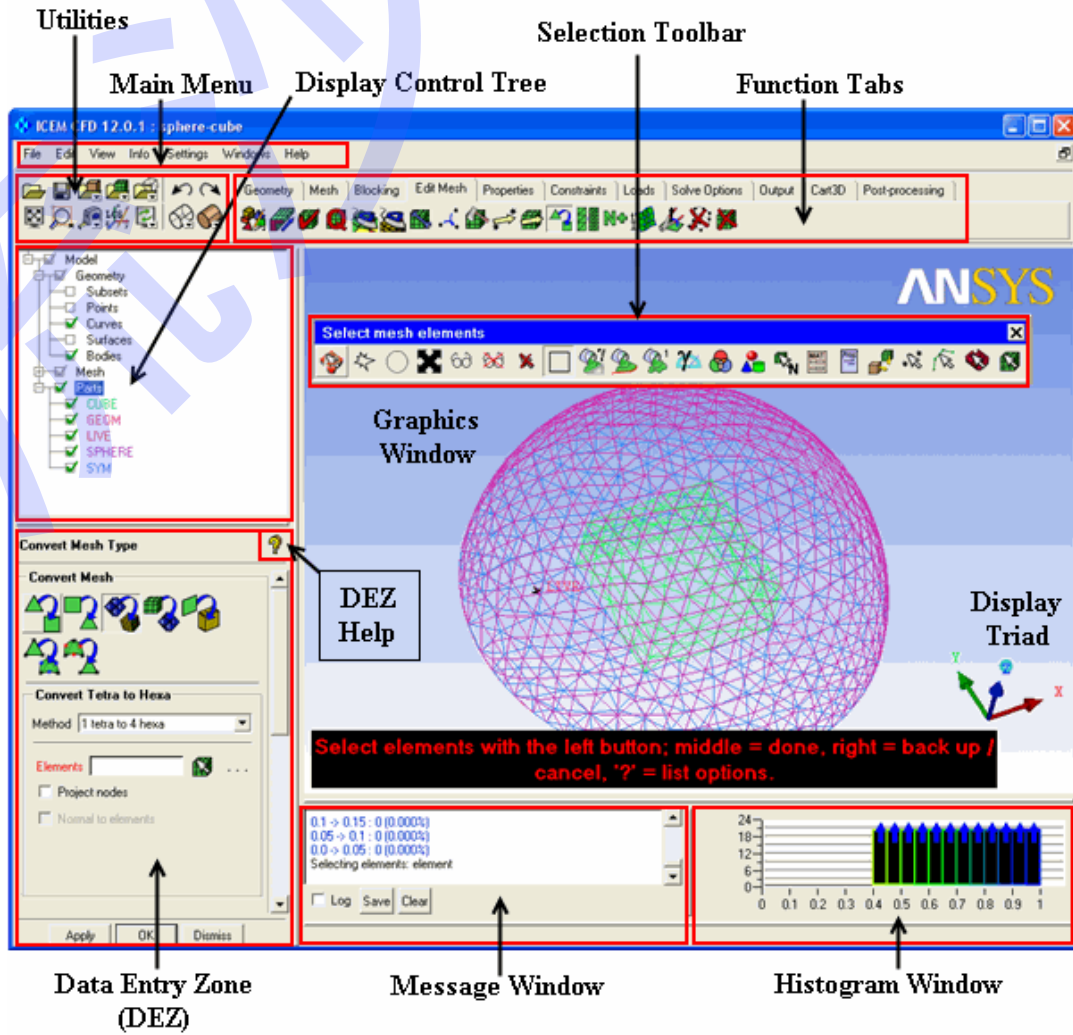 Utilities
Selection Toolbar
Main Menu
Display Control Tree
Function Tabs
ICEM CFD 12.0.1 : sphere-cube
File Edit View Info Settings Windows Help
Geometry Mesh Blocking Edit Mesh Properties Constraints Loads Solve Options Output Cart3D Post-processing
Model
Geometry
Subsets
Points
Curves
Surfaces
Bodies
Mesh
Parts
CUBE
GEOM
LIVE
SPHERE
SYM
ANSYS
Select mesh elements
Graphics
Window
Convert Mesh Type
Convert Mesh
DEZ
Help
Display
Triad
Y
X
Convert Tetra to Hexa
Method 1 tetra to 4 hexa
Elements ...
Project nodes
Normal to elements
Select elements with the left button; middle = done, right = back up /
cancel, '?' = list options.
0.1 -> 0.15 : 0 (0.000%)
0.05 -> 0.1 : 0 (0.000%)
0.0 -> 0.05 : 0 (0.000%)
Selecting elements: element
Log Save Clear
24
18
12
6
0
0 0.1 0.2 0.3 0.4 0.5 0.6 0.7 0.8 0.9 1
Apply OK Dismiss
Data Entry Zone
(DEZ)
Message Window
Histogram Window